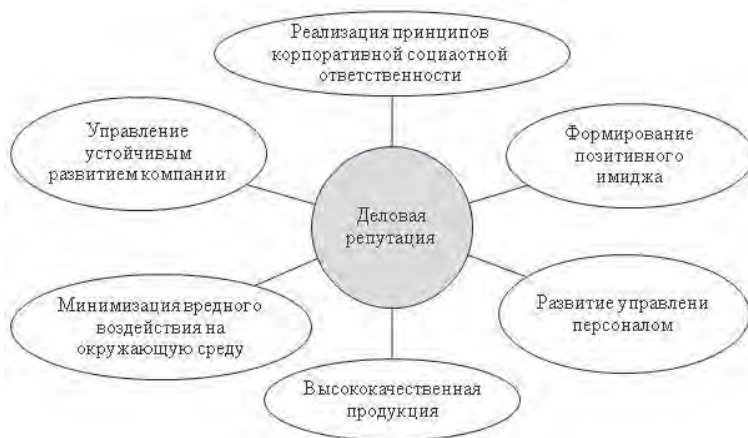 Реализация принципов
корпоративной социаотной
ответственности
Управление
устойчивым
развитием компании
Формирование
позитивного
имиджа
Деловая
репутация
Минимизация вредного
воздействия на
окружающую среду
Развитие управлени
персоналом
Высококачественная
продукция